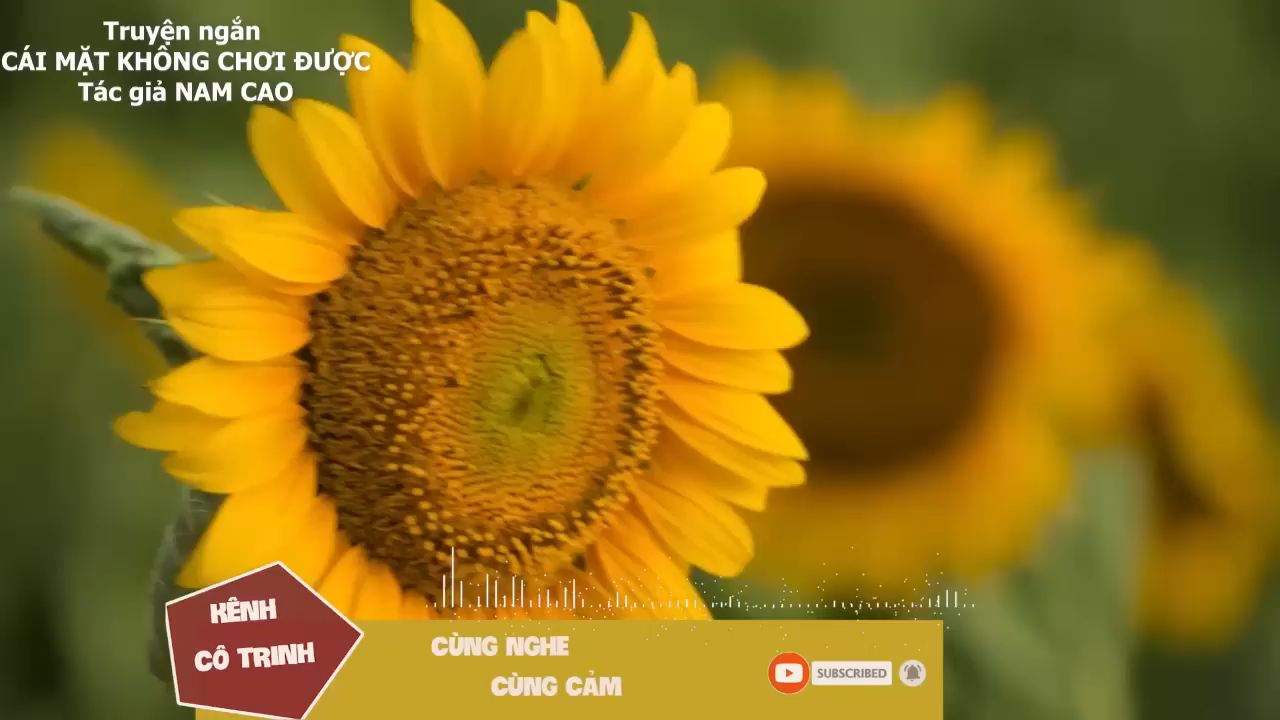 Truyện ngắn
CÁI MẶT KHÔNG CHƠI ĐƯỢC
Tác giả NAM CAO
KÊNH
CÔ TRINH
CÙNG NGHE
CÙNG CẢM
SUBSCRIBED